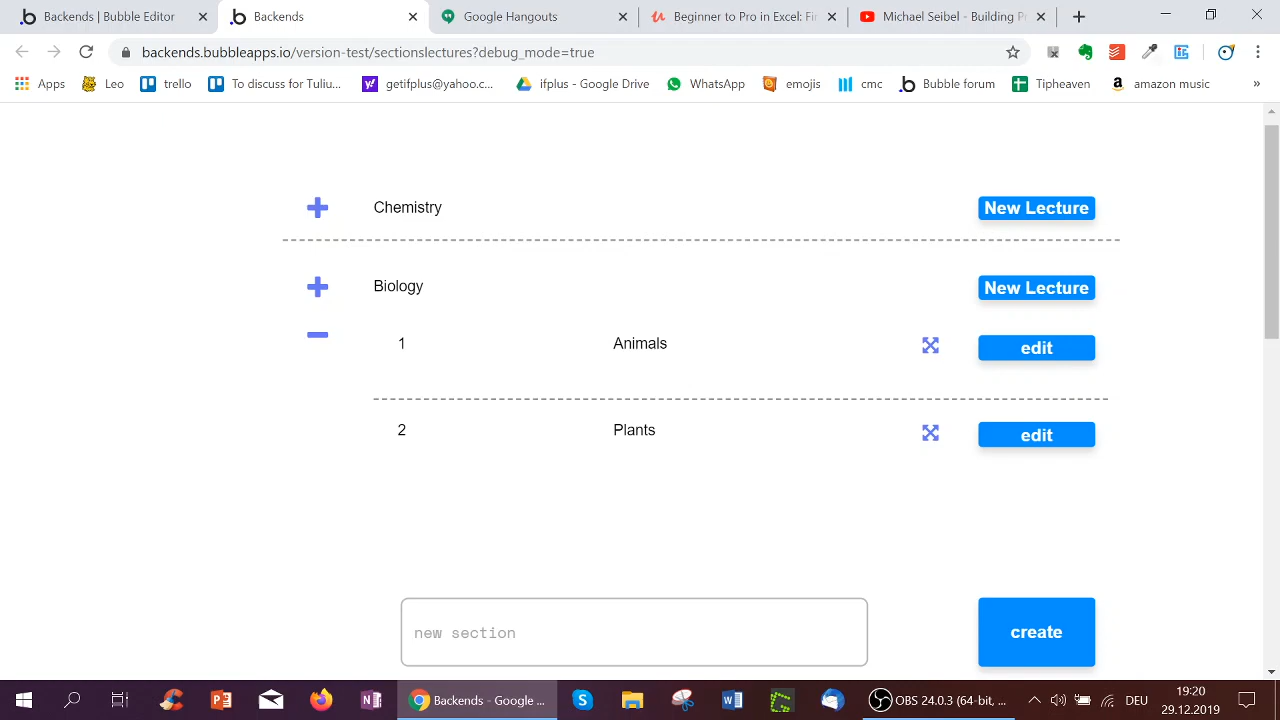 Backends | Bubble Editor
Backends
Google Hangouts
Beginner to Pro in Excel: Fi
Michael Seibel - Building Pr
backends.bubbleapps.io/version-test/sectionslectures?debug_mode=true
Apps
Leo
trello
To discuss for Tuliu...
getifplus@yahoo.c...
ifplus - Google Drive
WhatsApp
emojis
cmc
Bubble forum
Tipheaven
amazon music
»
Chemistry
New Lecture
Biology
New Lecture
1 Animals
edit
2 Plants
edit
new section
create
Backends - Google ...
OBS 24.0.3 (64-bit, ...
DEU
19:20
29.12.2019